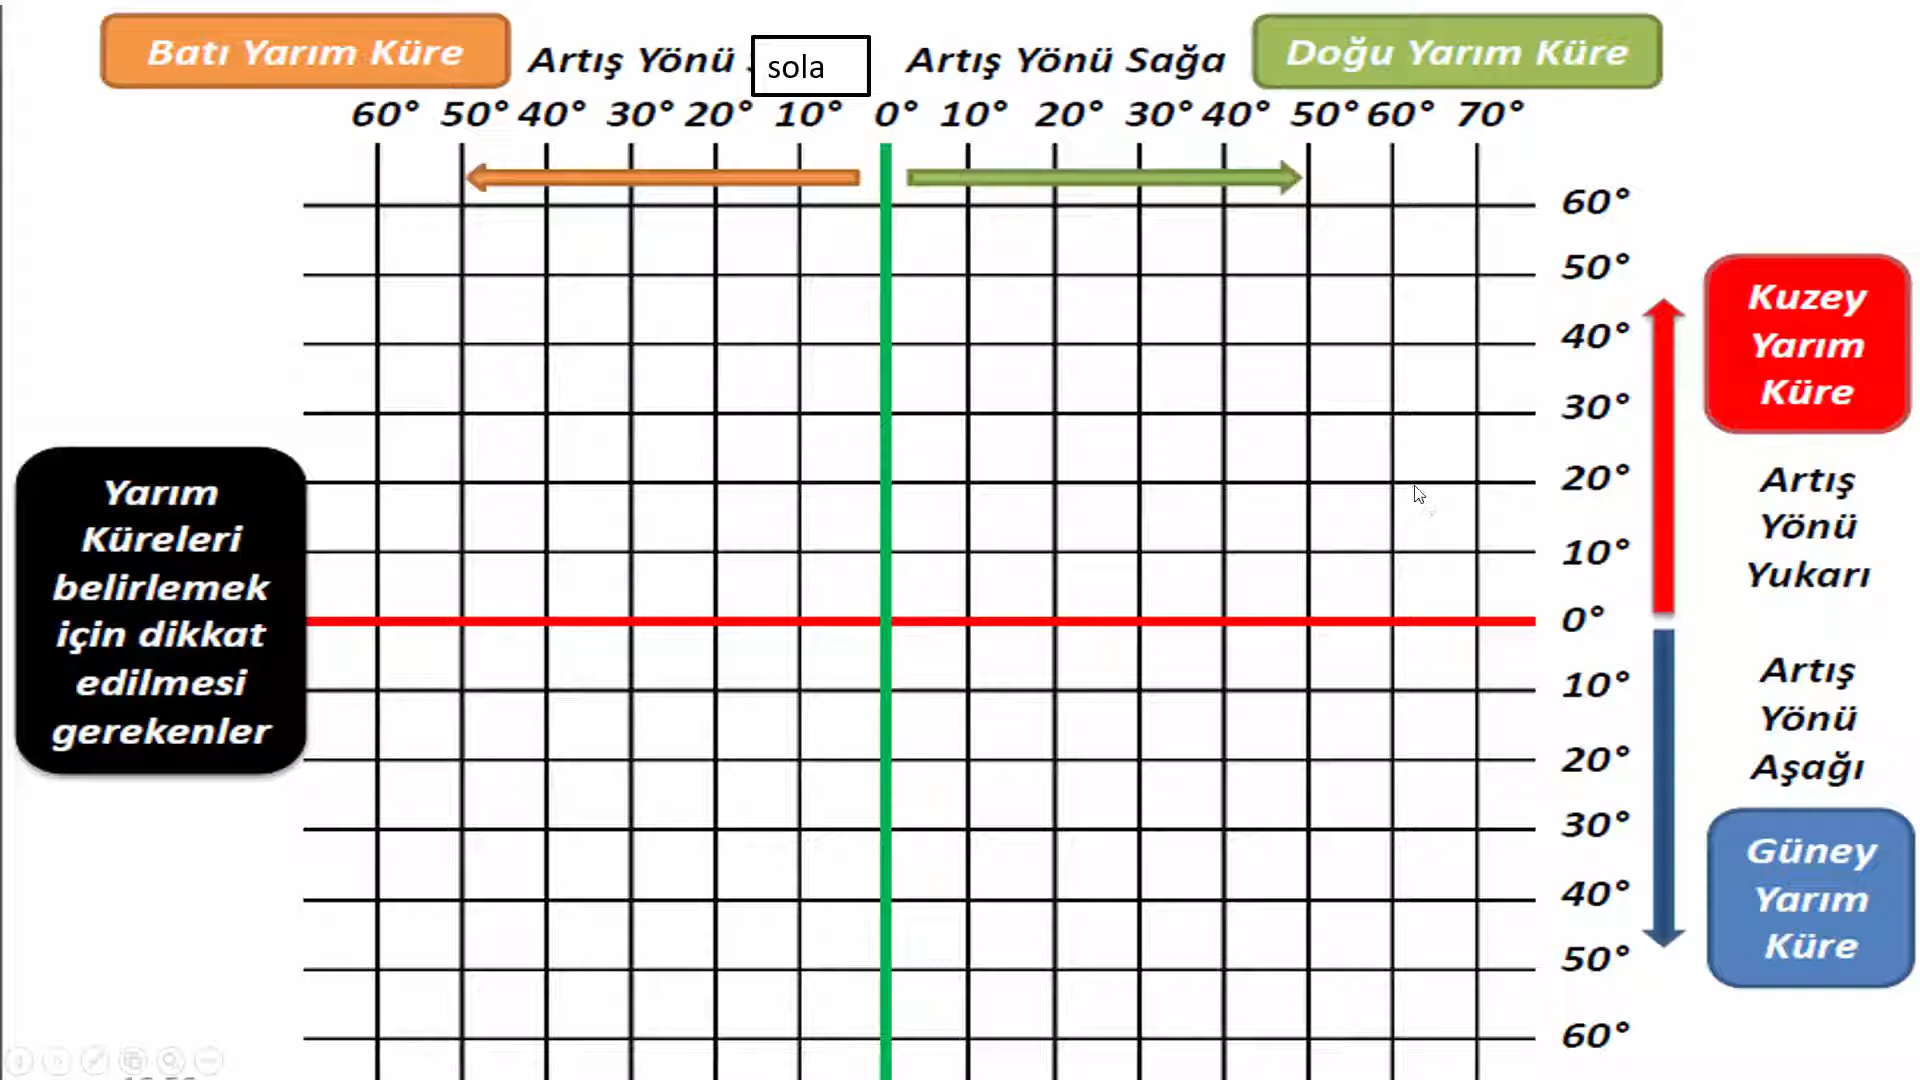 Batı Yarım Küre
Artış Yönü
sola
Artış Yönü Sağa
Doğu Yarım Küre
60° 50° 40° 30° 20° 10° 0° 10° 20° 30° 40° 50° 60° 70°
60°
50°
40°
30°
20°
10°
0°
10°
20°
30°
40°
50°
60°
Kuzey
Yarım
Küre
Artış
Yönü
Yukarı
Artış
Yönü
Aşağı
Güney
Yarım
Küre
Yarım
Küreleri
belirlemek
için dikkat
edilmesi
gerekenler